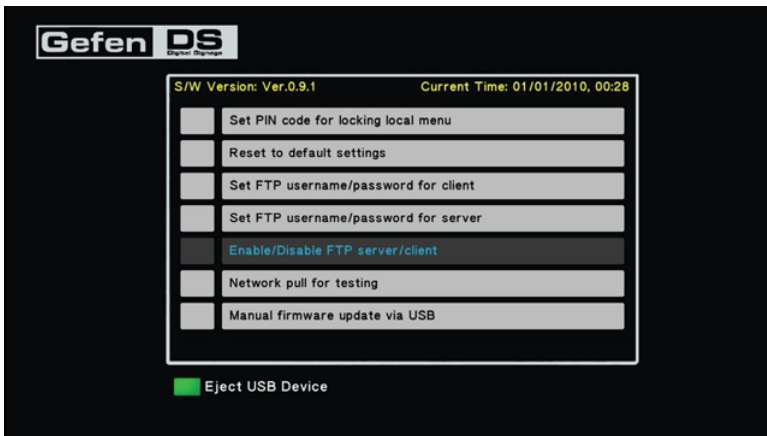 Gefen DS
Digital Signage
S/W Version: Ver.0.9.1 Current Time: 01/01/2010, 00:28
Set PIN code for locking local menu
Reset to default settings
Set FTP username/password for client
Set FTP username/password for server
Enable/Disable FTP server/client
Network pull for testing
Manual firmware update via USB
Eject USB Device